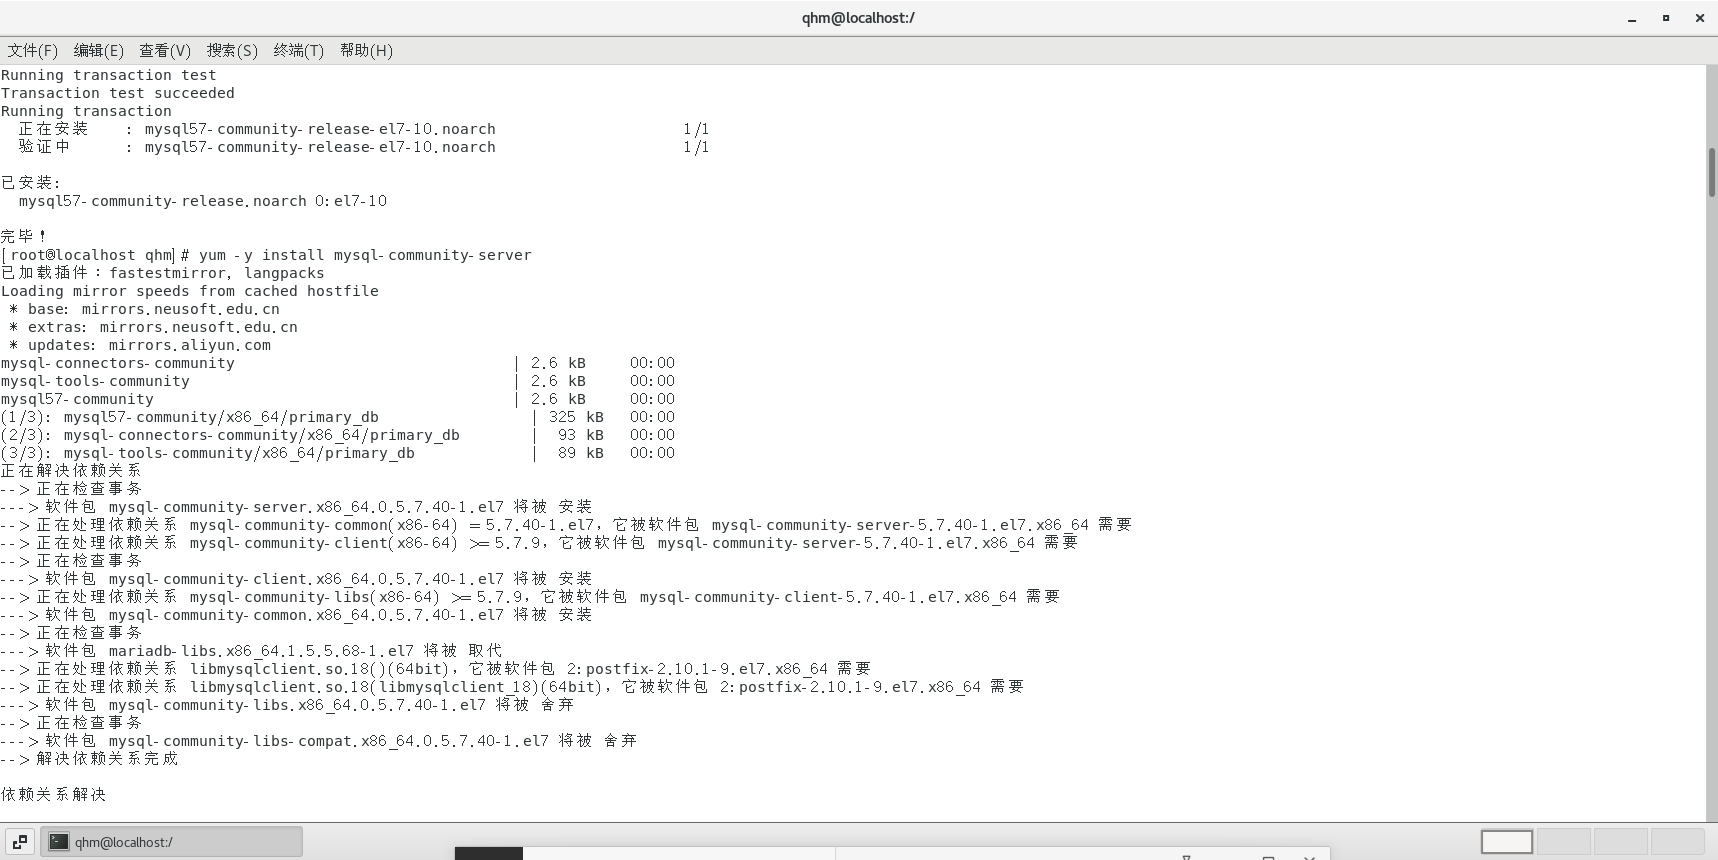 qhm@localhost:/
文件(F) 编辑(E) 查看(V) 搜索(S) 终端(T) 帮助(H)
Running transaction test
Transaction test succeeded
Running transaction
  正在安装    : mysql57-community-release-el7-10.noarch                     1/1
  验证中      : mysql57-community-release-el7-10.noarch                     1/1
已安装:
  mysql57-community-release.noarch 0:el7-10
完毕！
[root@localhost qhm]# yum -y install mysql-community-server
已加载插件：fastestmirror, langpacks
Loading mirror speeds from cached hostfile
 * base: mirrors.neusoft.edu.cn
 * extras: mirrors.neusoft.edu.cn
 * updates: mirrors.aliyun.com
mysql-connectors-community                               | 2.6 kB     00:00
mysql-tools-community                                    | 2.6 kB     00:00
mysql57-community                                        | 2.6 kB     00:00
(1/3): mysql57-community/x86_64/primary_db                 | 325 kB   00:00
(2/3): mysql-connectors-community/x86_64/primary_db        |  93 kB   00:00
(3/3): mysql-tools-community/x86_64/primary_db             |  89 kB   00:00
正在解决依赖关系
--> 正在检查事务
---> 软件包 mysql-community-server.x86_64.0.5.7.40-1.el7 将被 安装
--> 正在处理依赖关系 mysql-community-common(x86-64) = 5.7.40-1.el7，它被软件包 mysql-community-server-5.7.40-1.el7.x86_64 需要
--> 正在处理依赖关系 mysql-community-client(x86-64) >= 5.7.9，它被软件包 mysql-community-server-5.7.40-1.el7.x86_64 需要
--> 正在检查事务
---> 软件包 mysql-community-client.x86_64.0.5.7.40-1.el7 将被 安装
--> 正在处理依赖关系 mysql-community-libs(x86-64) >= 5.7.9，它被软件包 mysql-community-client-5.7.40-1.el7.x86_64 需要
---> 软件包 mysql-community-common.x86_64.0.5.7.40-1.el7 将被 安装
--> 正在检查事务
---> 软件包 mariadb-libs.x86_64.1.5.5.68-1.el7 将被 取代
--> 正在处理依赖关系 libmysqlclient.so.18()(64bit)，它被软件包 2:postfix-2.10.1-9.el7.x86_64 需要
--> 正在处理依赖关系 libmysqlclient.so.18(libmysqlclient_18)(64bit)，它被软件包 2:postfix-2.10.1-9.el7.x86_64 需要
---> 软件包 mysql-community-libs.x86_64.0.5.7.40-1.el7 将被 舍弃
--> 正在检查事务
---> 软件包 mysql-community-libs-compat.x86_64.0.5.7.40-1.el7 将被 舍弃
--> 解决依赖关系完成
依赖关系解决
qhm@localhost:/